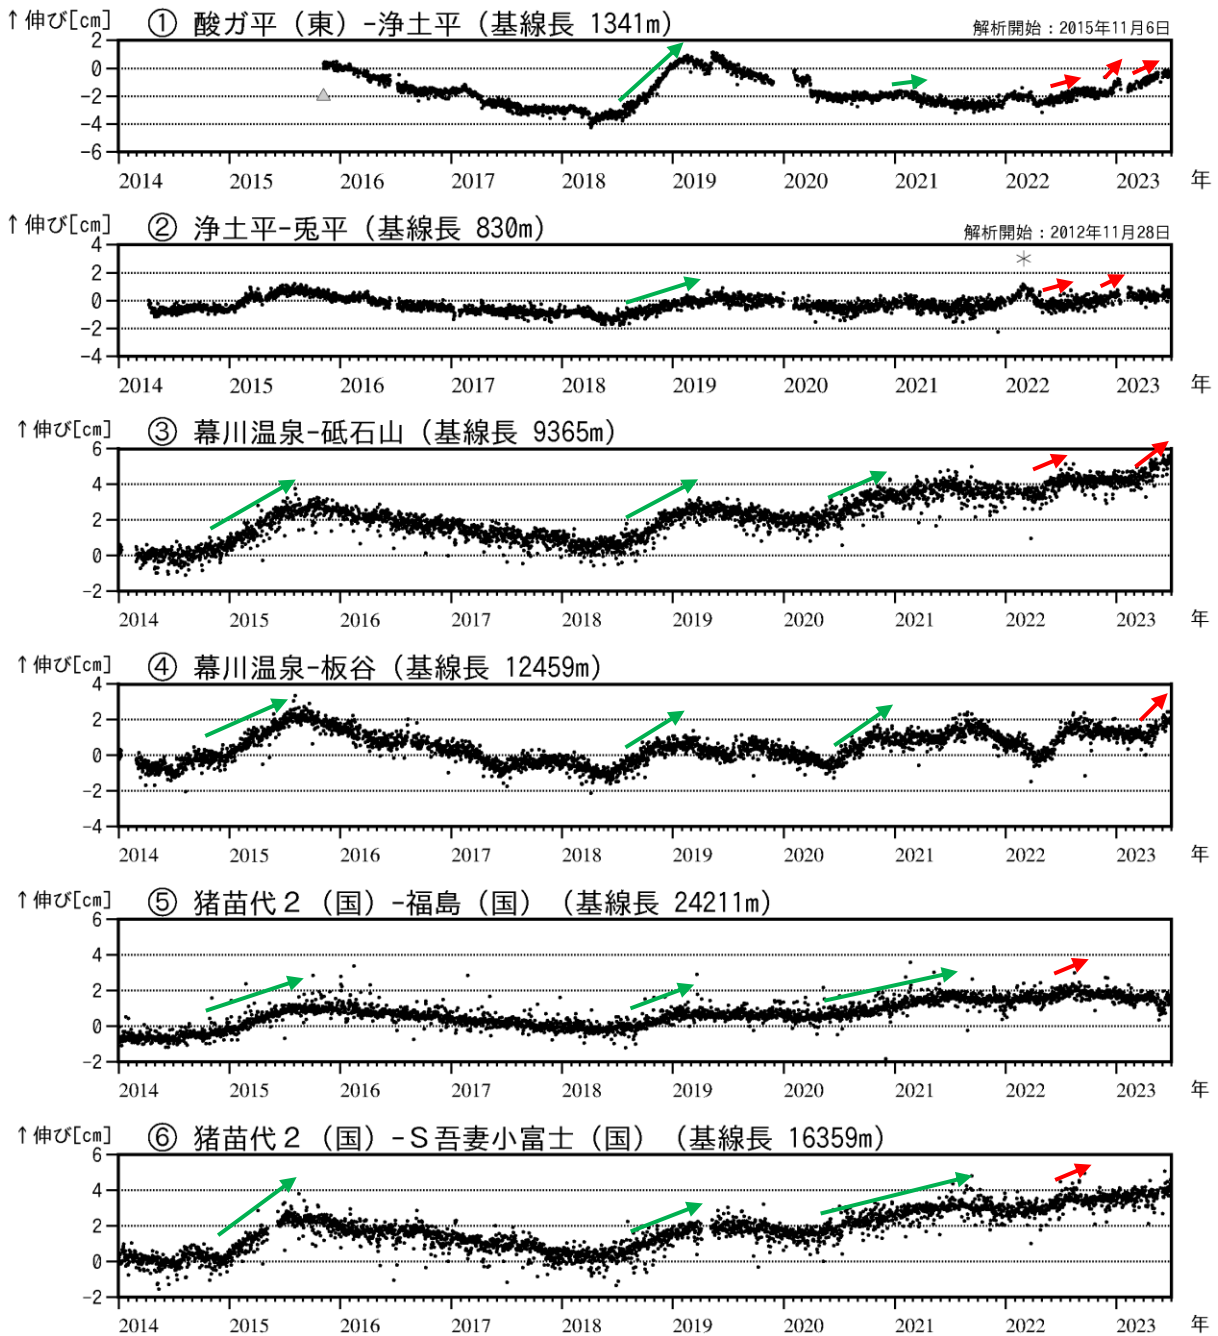 ↑伸び[cm] ① 酸ガ平（東）-浄土平（基線長 1341m） 解析開始：2015年11月6日
2
0
-2
-4
-6
2014 2015 2016 2017 2018 2019 2020 2021 2022 2023 年
↑伸び[cm] ② 浄土平-兎平（基線長 830m） 解析開始：2012年11月28日
4
＊
2
0
-2
-4
2014 2015 2016 2017 2018 2019 2020 2021 2022 2023 年
↑伸び[cm] ③ 幕川温泉-砥石山（基線長 9365m）
6
4
2
0
-2
2014 2015 2016 2017 2018 2019 2020 2021 2022 2023 年
↑伸び[cm] ④ 幕川温泉-板谷（基線長 12459m）
4
2
0
-2
-4
2014 2015 2016 2017 2018 2019 2020 2021 2022 2023 年
↑伸び[cm] ⑤ 猪苗代２（国）-福島（国）（基線長 24211m）
6
4
2
0
-2
2014 2015 2016 2017 2018 2019 2020 2021 2022 2023 年
↑伸び[cm] ⑥ 猪苗代２（国）-Ｓ吾妻小富士（国）（基線長 16359m）
6
4
2
0
-2
2014 2015 2016 2017 2018 2019 2020 2021 2022 2023 年